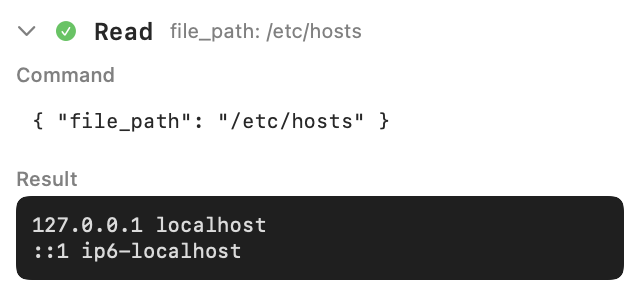 Read file_path: /etc/hosts
Command
{ "file_path": "/etc/hosts" }
Result
127.0.0.1 localhost
::1 ip6-localhost